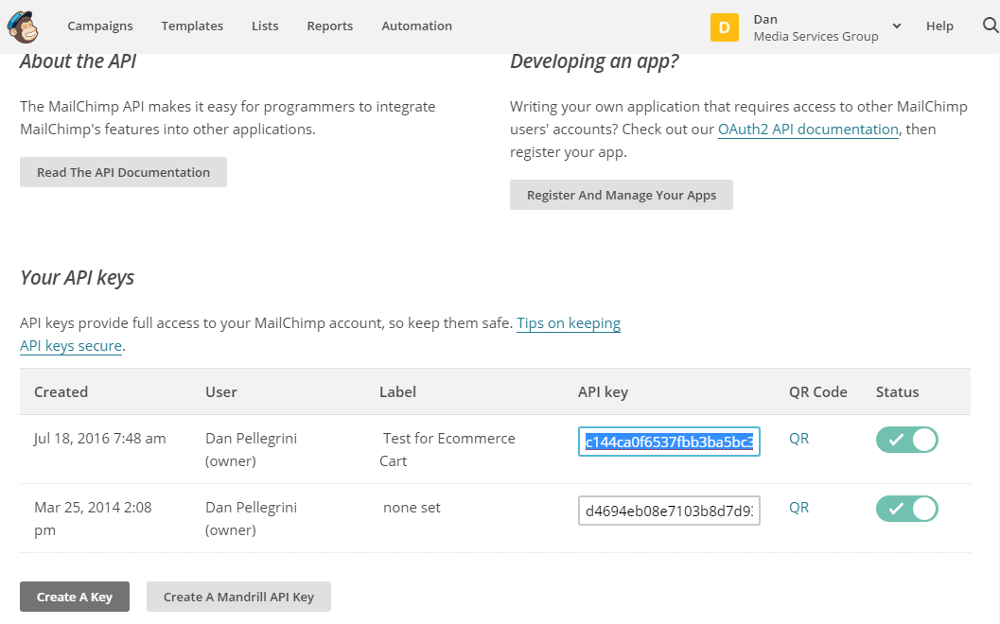 Campaigns Templates Lists Reports Automation D Dan Media Services Group Help
About the API
The MailChimp API makes it easy for programmers to integrate
MailChimp's features into other applications.
Read The API Documentation
Developing an app?
Writing your own application that requires access to other MailChimp
users' accounts? Check out our OAuth2 API documentation, then
register your app.
Register And Manage Your Apps
Your API keys
API keys provide full access to your MailChimp account, so keep them safe. Tips on keeping
API keys secure.
Created User Label API key QR Code Status
Jul 18, 2016 7:48 am Dan Pellegrini (owner) Test for Ecommerce Cart c144ca0f6537fbb3ba5bc3 QR
Mar 25, 2014 2:08 pm Dan Pellegrini (owner) none set d4694eb08e7103b8d7d9 QR
Create A Key Create A Mandrill API Key